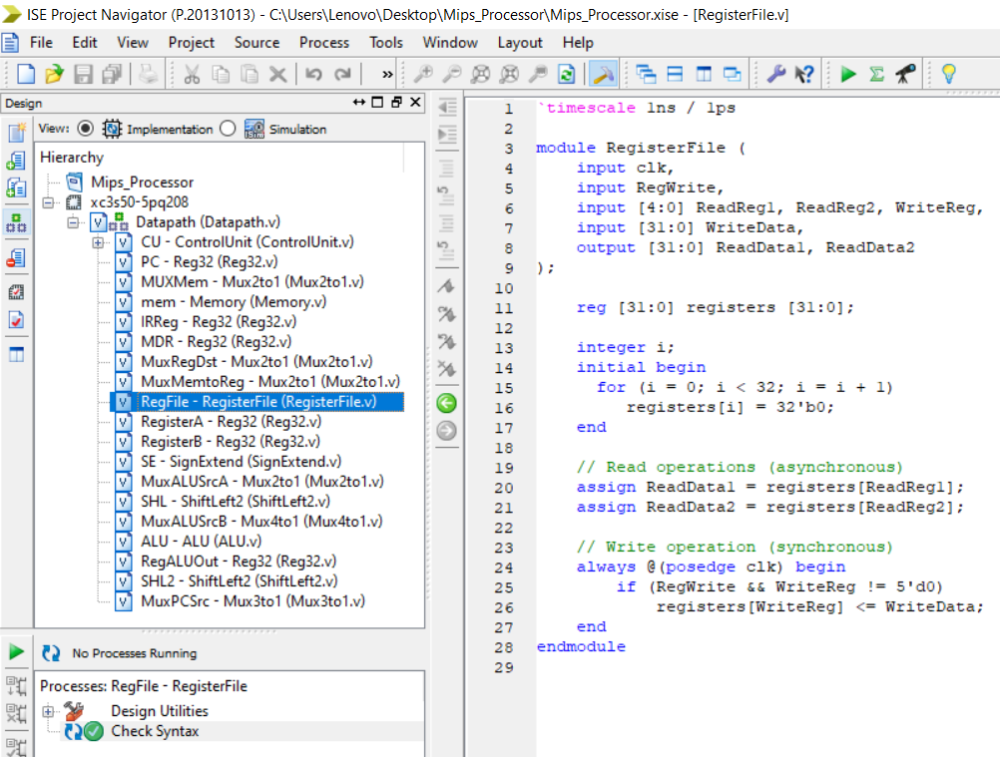 ISE Project Navigator (P.20131013) - C:\Users\Lenovo\Desktop\Mips_Processor\Mips_Processor.xise - [RegisterFile.v]
File Edit View Project Source Process Tools Window Layout Help
»
Design
View: Implementation Simulation
Hierarchy
Mips_Processor
xc3s50-5pq208
Datapath (Datapath.v)
CU - ControlUnit (ControlUnit.v)
PC - Reg32 (Reg32.v)
MUXMem - Mux2to1 (Mux2to1.v)
mem - Memory (Memory.v)
IRReg - Reg32 (Reg32.v)
MDR - Reg32 (Reg32.v)
MuxRegDst - Mux2to1 (Mux2to1.v)
MuxMemtoReg - Mux2to1 (Mux2to1.v)
RegFile - RegisterFile (RegisterFile.v)
RegisterA - Reg32 (Reg32.v)
RegisterB - Reg32 (Reg32.v)
SE - SignExtend (SignExtend.v)
MuxALUSrcA - Mux2to1 (Mux2to1.v)
SHL - ShiftLeft2 (ShiftLeft2.v)
MuxALUSrcB - Mux4to1 (Mux4to1.v)
ALU - ALU (ALU.v)
RegALUOut - Reg32 (Reg32.v)
SHL2 - ShiftLeft2 (ShiftLeft2.v)
MuxPCSrc - Mux3to1 (Mux3to1.v)
No Processes Running
Processes: RegFile - RegisterFile
Design Utilities
Check Syntax
1 `timescale 1ns / 1ps
2
3 module RegisterFile (
4     input clk,
5     input RegWrite,
6     input [4:0] ReadReg1, ReadReg2, WriteReg,
7     input [31:0] WriteData,
8     output [31:0] ReadData1, ReadData2
9 );
10
11     reg [31:0] registers [31:0];
12
13     integer i;
14     initial begin
15       for (i = 0; i < 32; i = i + 1)
16          registers[i] = 32'b0;
17     end
18
19     // Read operations (asynchronous)
20     assign ReadData1 = registers[ReadReg1];
21     assign ReadData2 = registers[ReadReg2];
22
23     // Write operation (synchronous)
24     always @(posedge clk) begin
25         if (RegWrite && WriteReg != 5'd0)
26             registers[WriteReg] <= WriteData;
27     end
28 endmodule
29